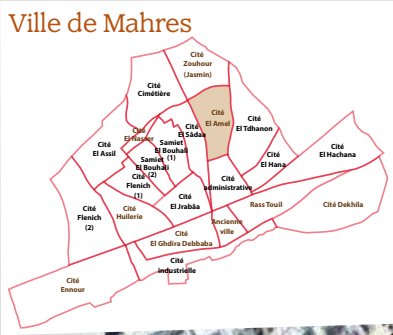 Ville de Mahres
Cité
Zouhour
(Jasmin)
Cité
Cimétière
Cité
El Amel
Cité
El Nasser
Cité
El Sàdaa
Cité
El Tdhanon
Cité
El Assil
Samiet
El Bouhali
(1)
Samiet
El Bouhali
(2)
Cité
El Hana
Cité
El Hachana
Cité
Flenich
(1)
Cité
administrative
Cité
Flenich
(2)
Cité
Huilerie
Cité
El Jrabâa
Rass Touil
Cité Dekhila
Ancienne
ville
Cité
El Ghdira Debbaba
Cité
industrielle
Cité
Ennour